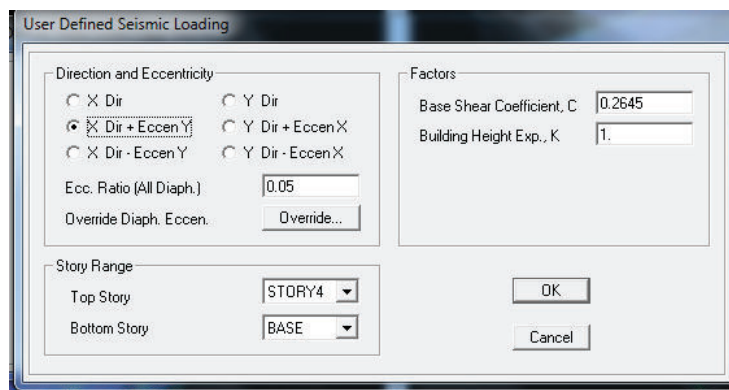 User Defined Seismic Loading
Direction and Eccentricity
X Dir
Y Dir
X Dir + Eccen Y
Y Dir + Eccen X
X Dir - Eccen Y
Y Dir - Eccen X
Ecc. Ratio (All Diaph.) 0.05
Override Diaph. Eccen. Override...
Factors
Base Shear Coefficient, C 0.2645
Building Height Exp., K 1.
Story Range
Top Story STORY4
Bottom Story BASE
OK
Cancel